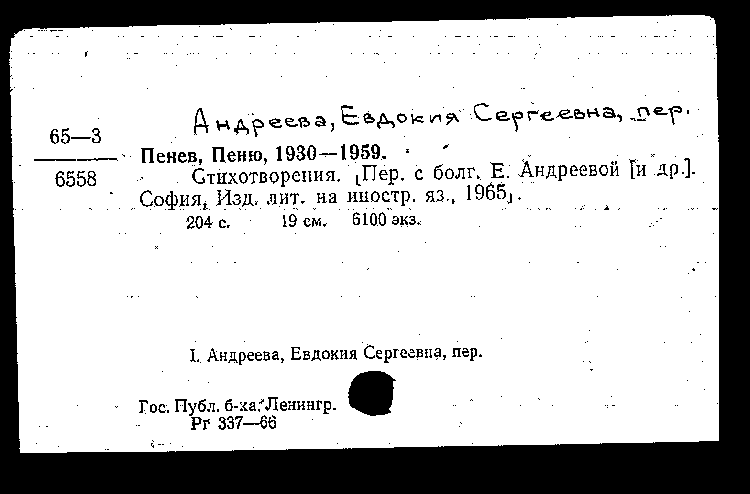 Андреева, Евдокия Сергеевна, пер.
65—3
6558
Пенев, Пеню, 1930—1959.
Стихотворения. [Пер. с болг. Е. Андреевой [и др.].
София, Изд. лит. на иностр. яз., 1965].
204 с. 19 см. 6100 экз.
I. Андреева, Евдокия Сергеевна, пер.
Гос. Публ. б-ка. Ленингр.
Рг 337—66